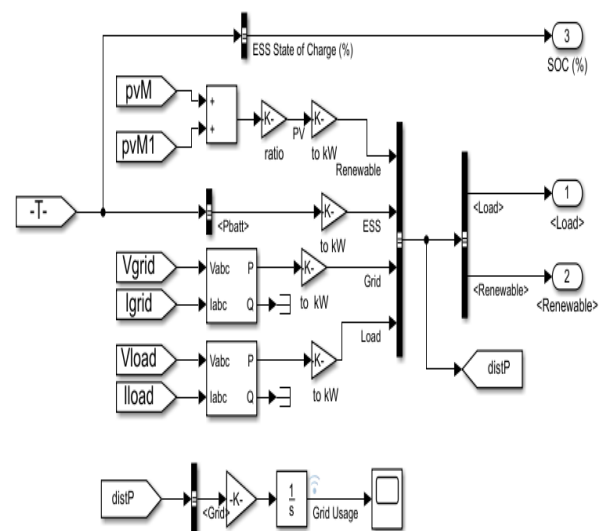 3
ESS State of Charge (%)
SOC (%)
pvM
+
-K-
PV
-K-
pvM1
+
ratio
to kW
Renewable
-T-
<Pbatt>
-K-
ESS
to kW
<Load>
1
<Load>
Vgrid
Vabc
P
-K-
Grid
Igrid
Iabc
Q
to kW
<Renewable>
2
<Renewable>
Load
Vload
Vabc
P
-K-
Iload
Iabc
Q
to kW
distP
distP
<Grid>
-K-
1
s
Grid Usage